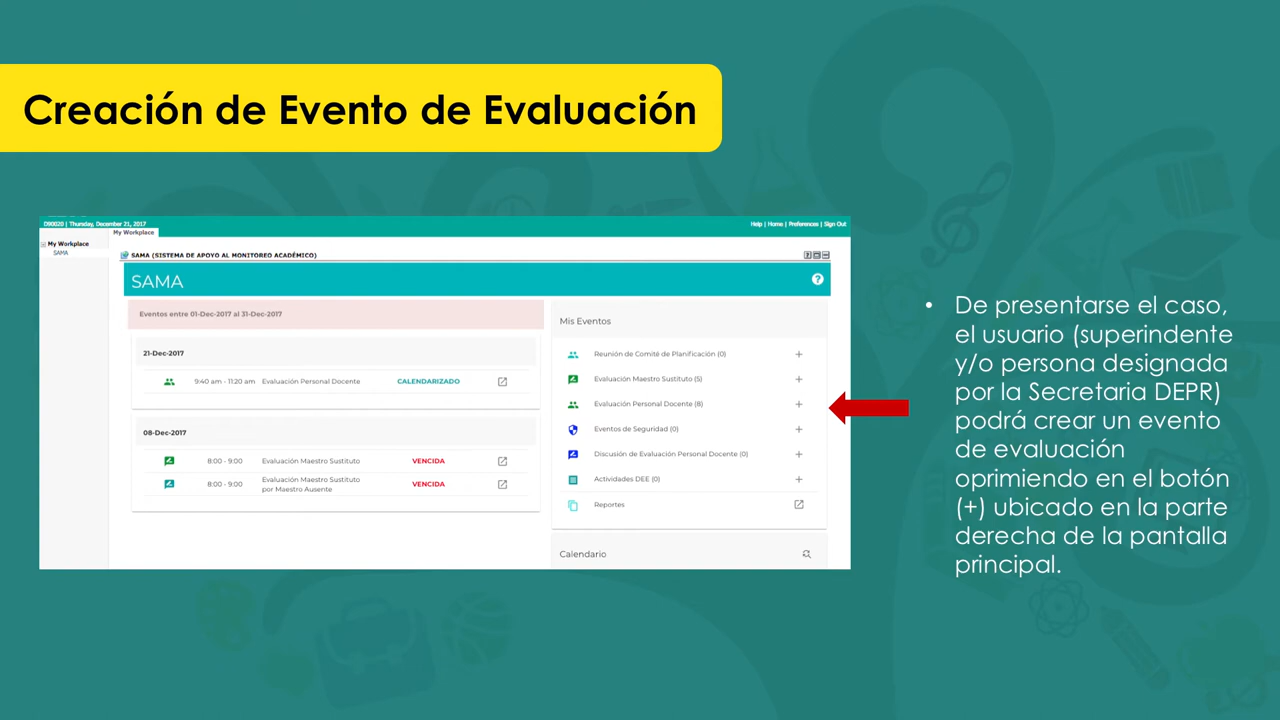 Creación de Evento de Evaluación
D90020 | Thursday, December 21, 2017
Help | Home | Preferences | Sign Out
My Workplace
My Workplace
SAMA
SAMA (SISTEMA DE APOYO AL MONITOREO ACADÉMICO)
SAMA
Eventos entre 01-Dec-2017 al 31-Dec-2017
21-Dec-2017
9:40 am - 11:20 am Evaluación Personal Docente CALENDARIZADO
08-Dec-2017
8:00 - 9:00 Evaluación Maestro Sustituto VENCIDA
8:00 - 9:00 Evaluación Maestro Sustituto VENCIDA
por Maestro Ausente
Mis Eventos
Reunión de Comité de Planificación (0) +
Evaluación Maestro Sustituto (5) +
Evaluación Personal Docente (8) +
Eventos de Seguridad (0) +
Discusión de Evaluación Personal Docente (0) +
Actividades DEE (0) +
Reportes
Calendario
• De presentarse el caso,
el usuario (superindente
y/o persona designada
por la Secretaria DEPR)
podrá crear un evento
de evaluación
oprimiendo en el botón
(+) ubicado en la parte
derecha de la pantalla
principal.